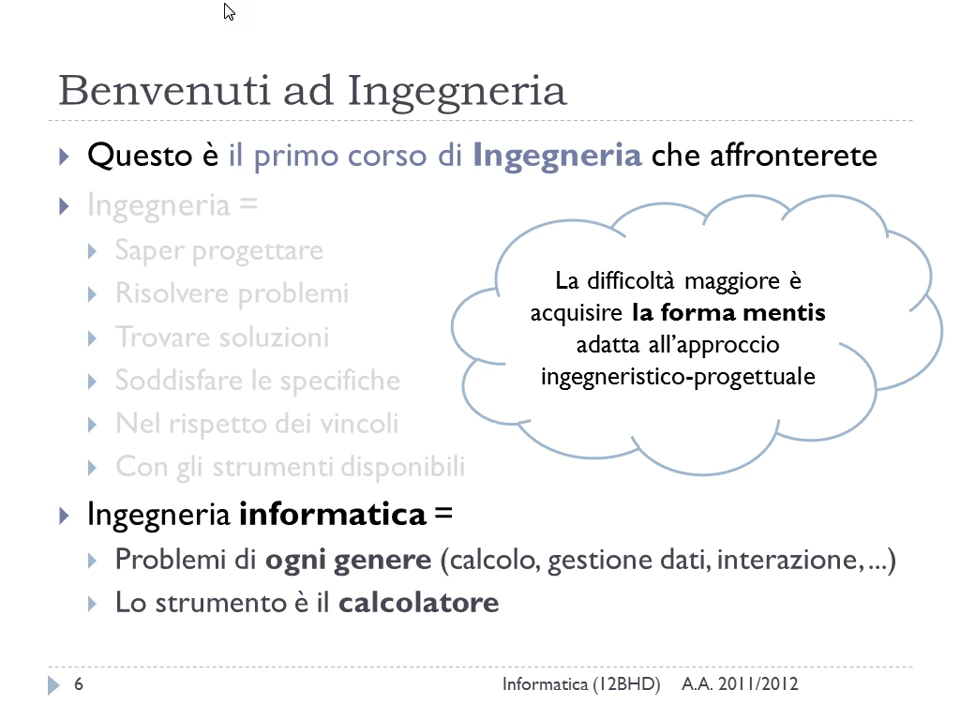 Benvenuti ad Ingegneria
Questo è il primo corso di Ingegneria che affronterete
Ingegneria =
Saper progettare
Risolvere problemi
Trovare soluzioni
Soddisfare le specifiche
Nel rispetto dei vincoli
Con gli strumenti disponibili
La difficoltà maggiore è
acquisire la forma mentis
adatta all’approccio
ingegneristico-progettuale
Ingegneria informatica =
Problemi di ogni genere (calcolo, gestione dati, interazione, ...)
Lo strumento è il calcolatore
6
Informatica (12BHD) A.A. 2011/2012